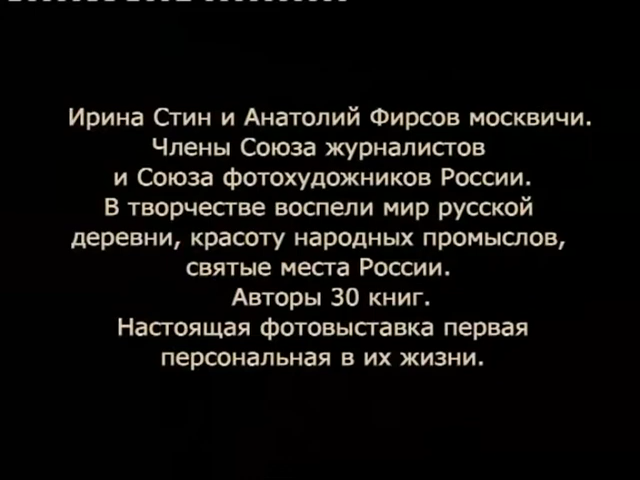 Ирина Стин и Анатолий Фирсов москвичи.
Члены Союза журналистов
и Союза фотохудожников России.
В творчестве воспели мир русской
деревни, красоту народных промыслов,
святые места России.
Авторы 30 книг.
Настоящая фотовыставка первая
персональная в их жизни.